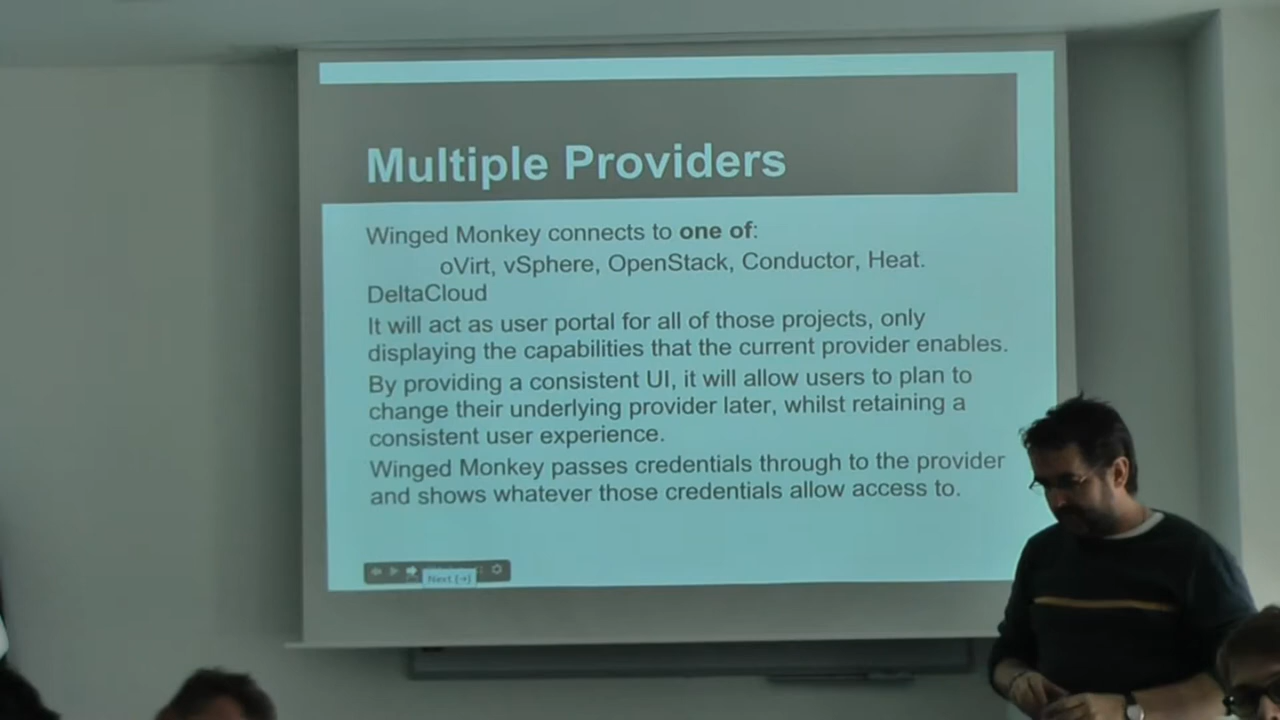 Multiple Providers
Winged Monkey connects to one of:
oVirt, vSphere, OpenStack, Conductor, Heat.
DeltaCloud
It will act as user portal for all of those projects, only
displaying the capabilities that the current provider enables.
By providing a consistent UI, it will allow users to plan to
change their underlying provider later, whilst retaining a
consistent user experience.
Winged Monkey passes credentials through to the provider
and shows whatever those credentials allow access to.
Next (→)